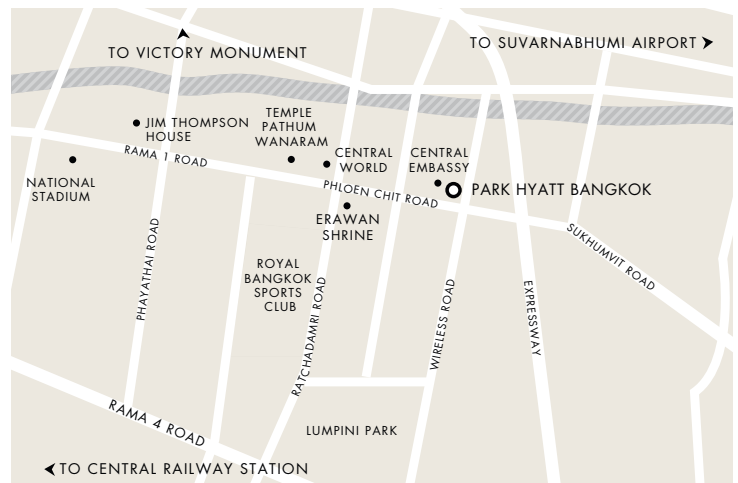 TO VICTORY MONUMENT
TO SUVARNABHUMI AIRPORT
JIM THOMPSON
HOUSE
TEMPLE
PATHUM
WANARAM
RAMA 1 ROAD
CENTRAL
WORLD
CENTRAL
EMBASSY
NATIONAL
STADIUM
PHLOEN CHIT ROAD
PARK HYATT BANGKOK
ERAWAN
SHRINE
PHAYATHAI ROAD
ROYAL
BANGKOK
SPORTS
CLUB
RATCHADAMRI ROAD
WIRELESS ROAD
EXPRESSWAY
SUKHUMVIT ROAD
RAMA 4 ROAD
LUMPINI PARK
TO CENTRAL RAILWAY STATION